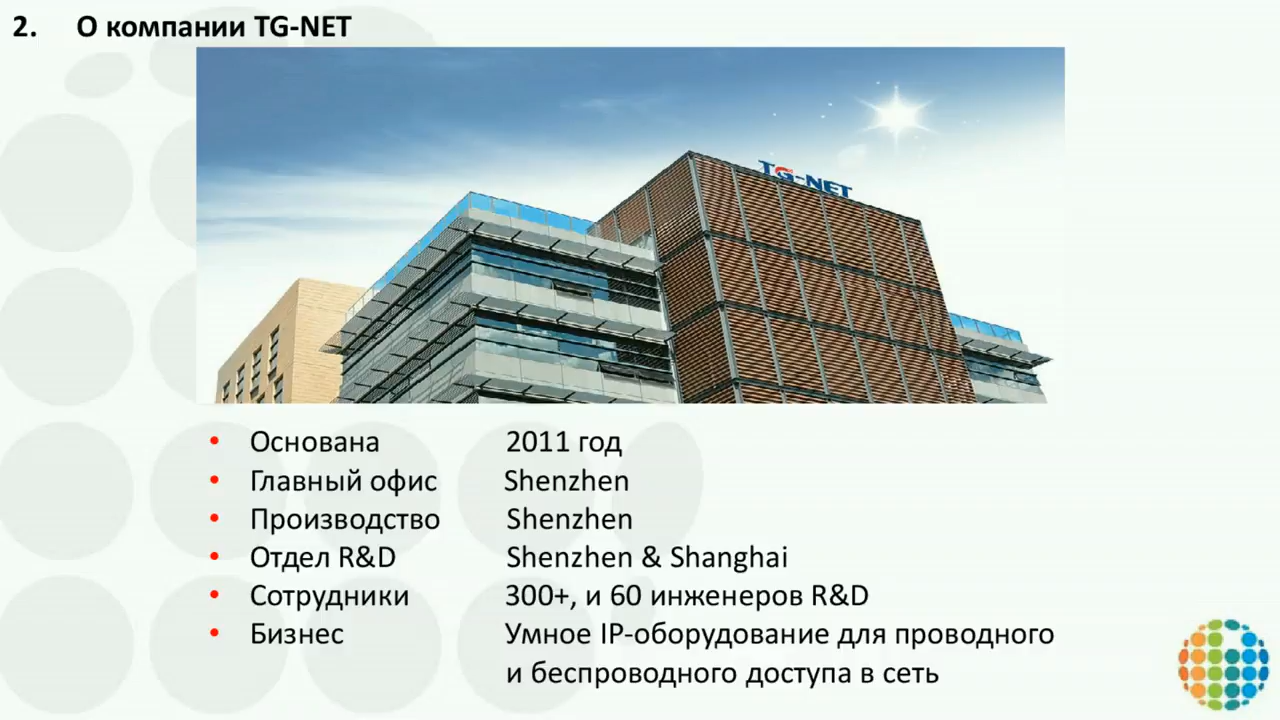 2. О компании TG-NET
TG-NET
Основана 2011 год
Главный офис Shenzhen
Производство Shenzhen
Отдел R&D Shenzhen & Shanghai
Сотрудники 300+, и 60 инженеров R&D
Бизнес Умное IP-оборудование для проводного
и беспроводного доступа в сеть